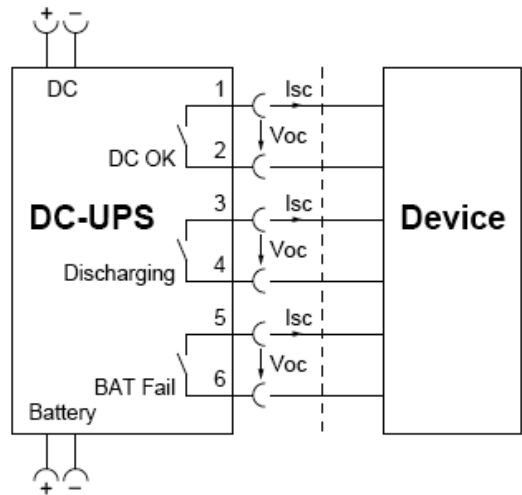 + −
DC
1 Isc
Voc
DC OK 2
DC-UPS
3 Isc
Voc
Discharging 4
Device
5 Isc
Voc
BAT Fail 6
Battery
+ −